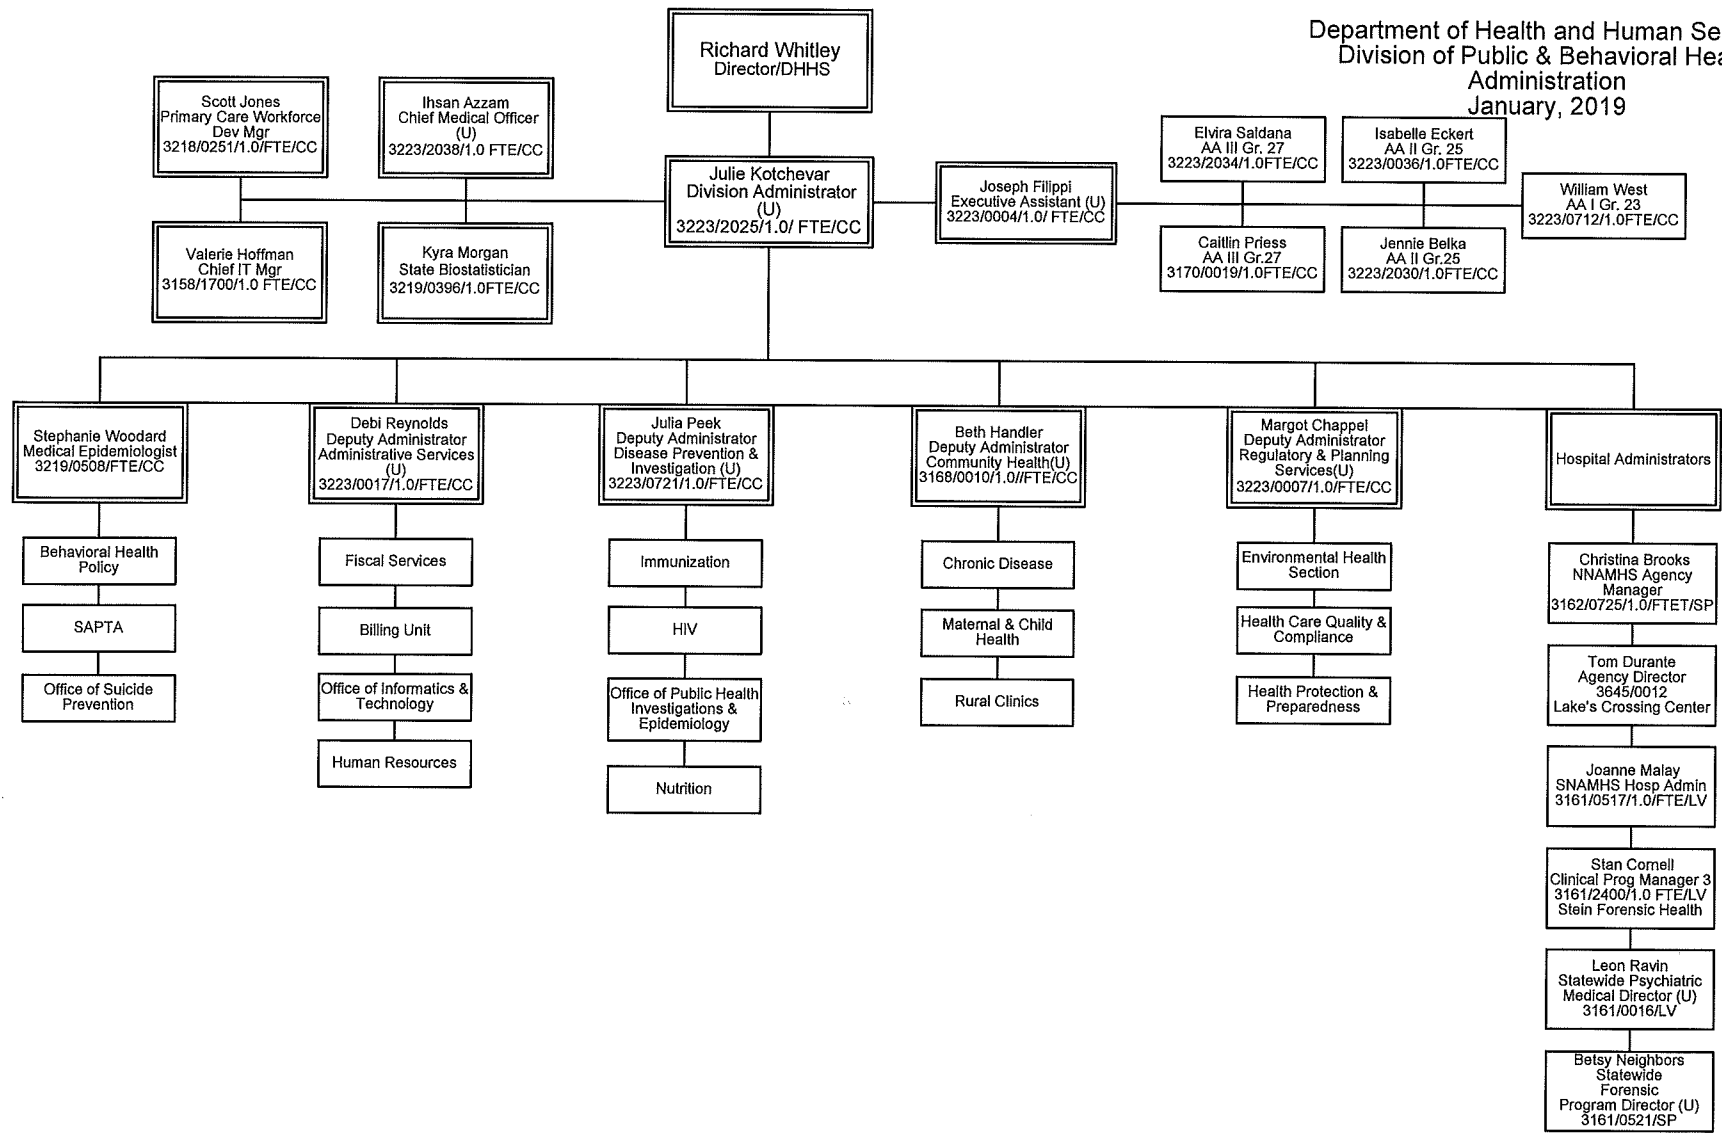 Department of Health and Human Se
Division of Public & Behavioral Hea
Administration
January, 2019
Richard Whitley
Director/DHHS
Scott Jones
Primary Care Workforce
Dev Mgr
3218/0251/1.0/FTE/CC
Ihsan Azzam
Chief Medical Officer
(U)
3223/2038/1.0 FTE/CC
Julie Kotchevar
Division Administrator
(U)
3223/2025/1.0/ FTE/CC
Joseph Filippi
Executive Assistant (U)
3223/0004/1.0/ FTE/CC
Elvira Saldana
AA III Gr. 27
3223/2034/1.0FTE/CC
Isabelle Eckert
AA II Gr. 25
3223/0036/1.0FTE/CC
William West
AA I Gr. 23
3223/0712/1.0FTE/CC
Valerie Hoffman
Chief IT Mgr
3158/1700/1.0 FTE/CC
Kyra Morgan
State Biostatistician
3219/0396/1.0FTE/CC
Caitlin Priess
AA III Gr.27
3170/0019/1.0FTE/CC
Jennie Belka
AA II Gr.25
3223/2030/1.0FTE/CC
Stephanie Woodard
Medical Epidemiologist
3219/0508/FTE/CC
Behavioral Health
Policy
SAPTA
Office of Suicide
Prevention
Debi Reynolds
Deputy Administrator
Administrative Services
(U)
3223/0017/1.0/FTE/CC
Fiscal Services
Billing Unit
Office of Informatics &
Technology
Human Resources
Julia Peek
Deputy Administrator
Disease Prevention &
Investigation (U)
3223/0721/1.0/FTE/CC
Immunization
HIV
Office of Public Health
Investigations &
Epidemiology
Nutrition
Beth Handler
Deputy Administrator
Community Health(U)
3168/0010/1.0//FTE/CC
Chronic Disease
Maternal & Child
Health
Rural Clinics
Margot Chappel
Deputy Administrator
Regulatory & Planning
Services(U)
3223/0007/1.0/FTE/CC
Environmental Health
Section
Health Care Quality &
Compliance
Health Protection &
Preparedness
Hospital Administrators
Christina Brooks
NNAMHS Agency
Manager
3162/0725/1.0/FTET/SP
Tom Durante
Agency Director
3645/0012
Lake's Crossing Center
Joanne Malay
SNAMHS Hosp Admin
3161/0517/1.0/FTE/LV
Stan Cornell
Clinical Prog Manager 3
3161/2400/1.0 FTE/LV
Stein Forensic Health
Leon Ravin
Statewide Psychiatric
Medical Director (U)
3161/0016/LV
Betsy Neighbors
Statewide
Forensic
Program Director (U)
3161/0521/SP